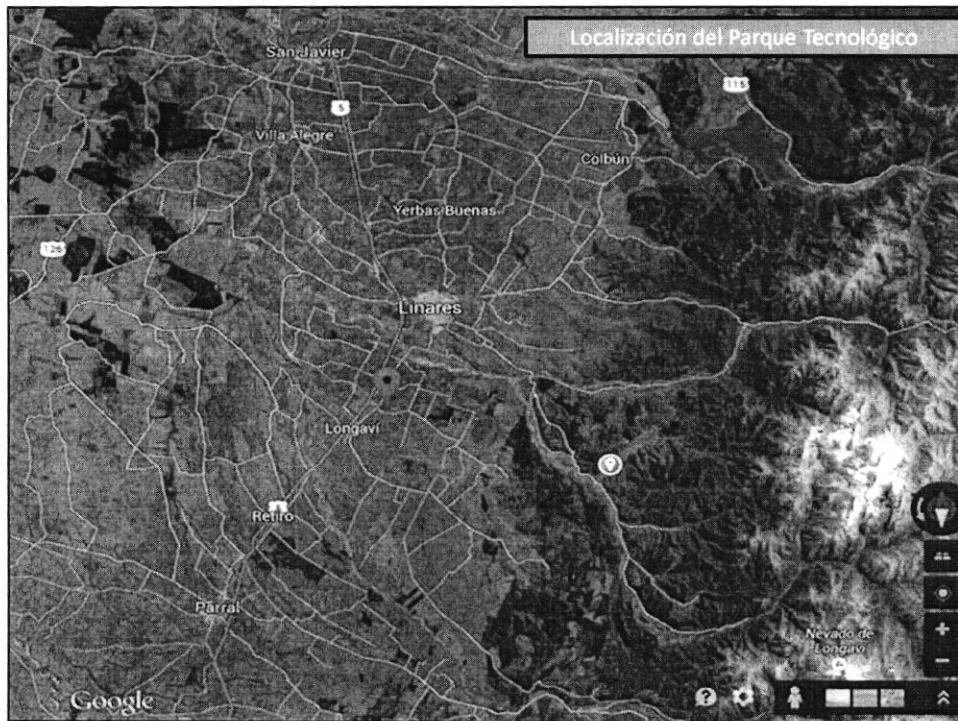 Localización del Parque Tecnológico
San Javier
115
5
Villa Alegre
Colbún
Yerbas Buenas
126
Linares
Longaví
Retiro
Parral
Nevado de
Longaví
Google